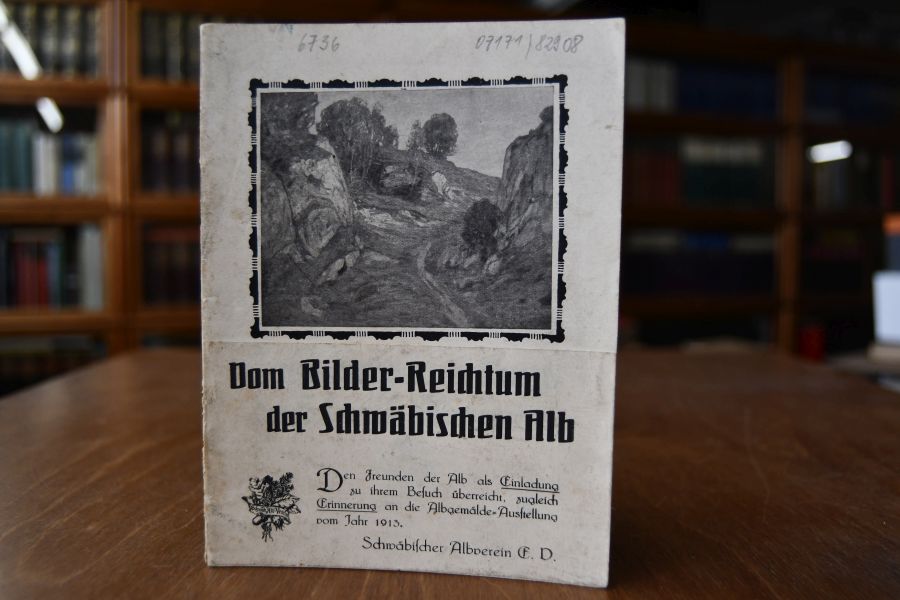 6736 07171/82908
Vom Bilder-Reichtum
der Schwäbischen Alb
Den Freunden der Alb als Einladung
zu ihrem Besuch überreicht, zugleich
Erinnerung an die Albgemälde-Ausstellung
vom Jahr 1913.
Schwäbischer Albverein E. V.